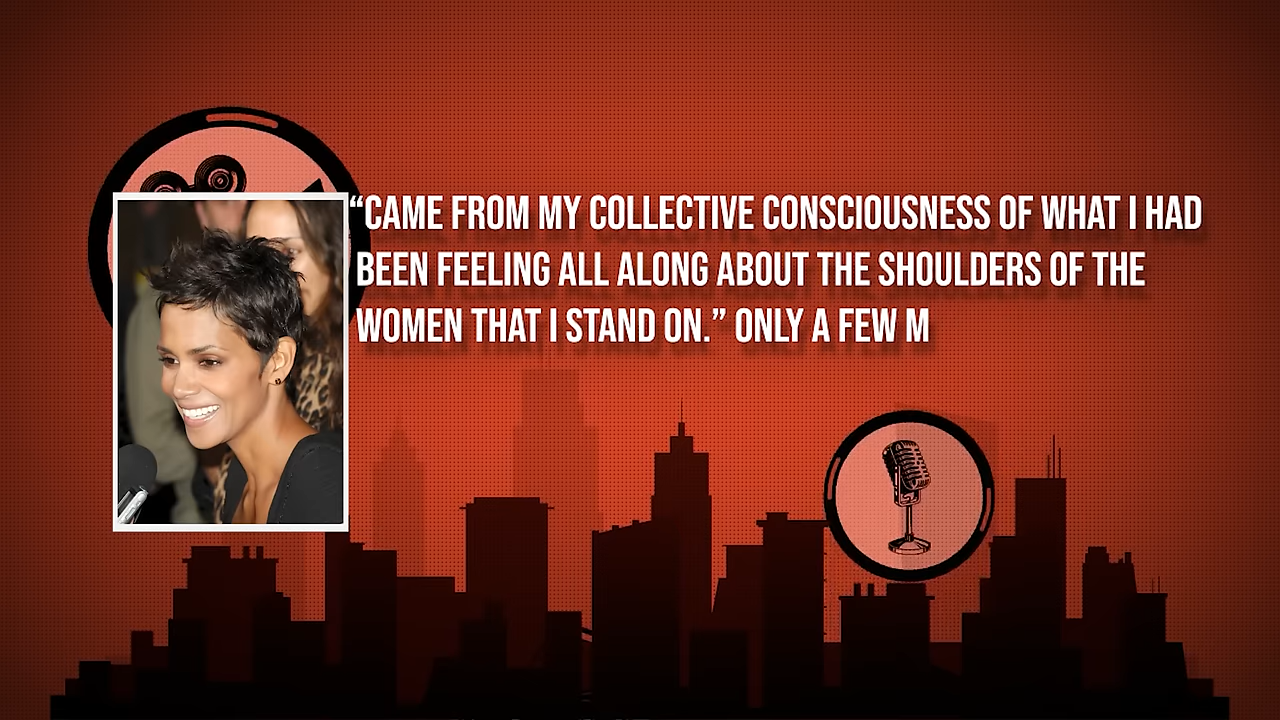 “CAME FROM MY COLLECTIVE CONSCIOUSNESS OF WHAT I HAD
BEEN FEELING ALL ALONG ABOUT THE SHOULDERS OF THE
WOMEN THAT I STAND ON.” ONLY A FEW M